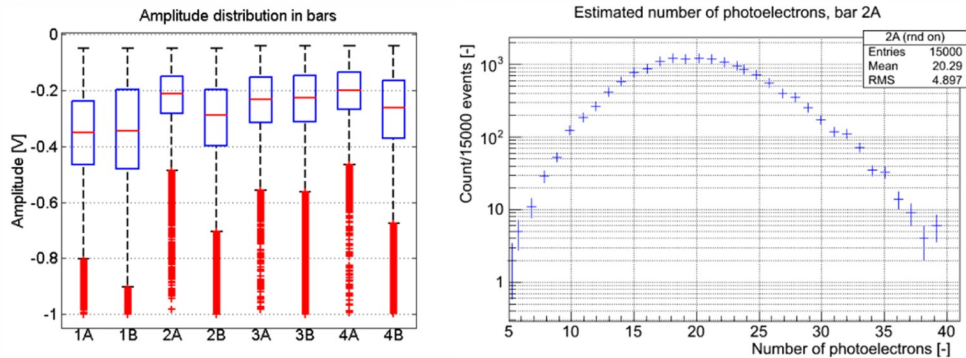 Amplitude distribution in bars
Amplitude [V]
0
-0.2
-0.4
-0.6
-0.8
-1
1A 1B 2A 2B 3A 3B 4A 4B
Estimated number of photoelectrons, bar 2A
2A (rnd on)
Entries 15000
Mean 20.29
RMS 4.897
Count/15000 events [-]
10³
10²
10
1
5 10 15 20 25 30 35 40
Number of photoelectrons [-]